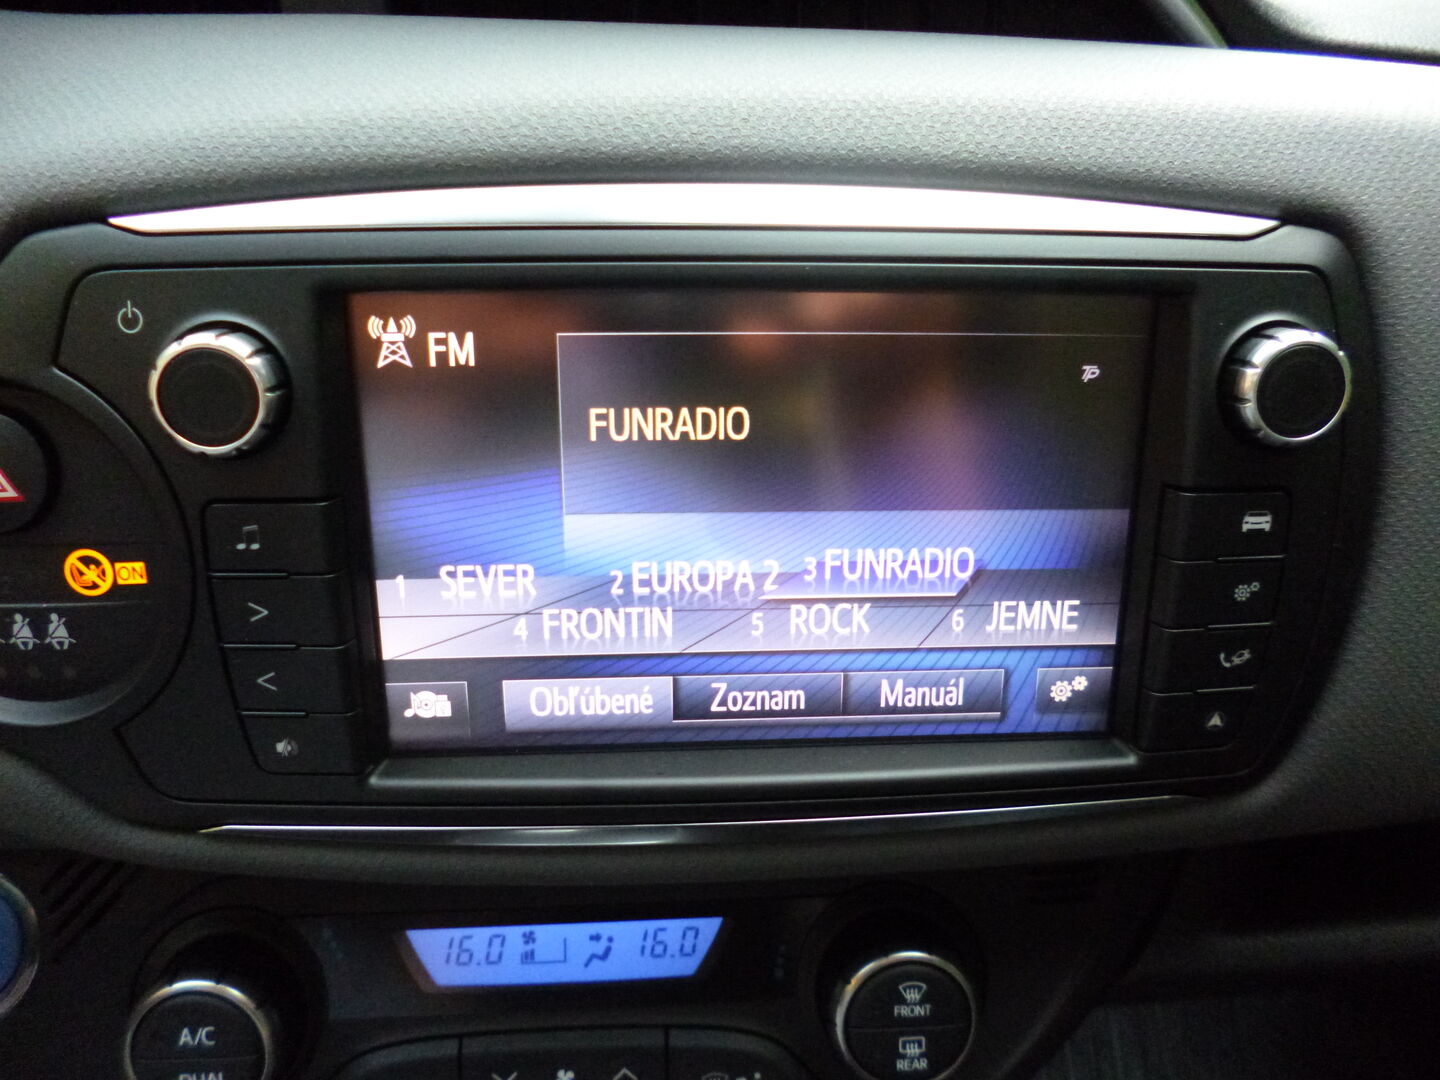 FM
TP
FUNRADIO
1 SEVER 2 EUROPA 2 3 FUNRADIO
4 FRONTIN 5 ROCK 6 JEMNE
Obľúbené Zoznam Manuál
ON
16.0 16.0
A/C
DUAL
FRONT
REAR